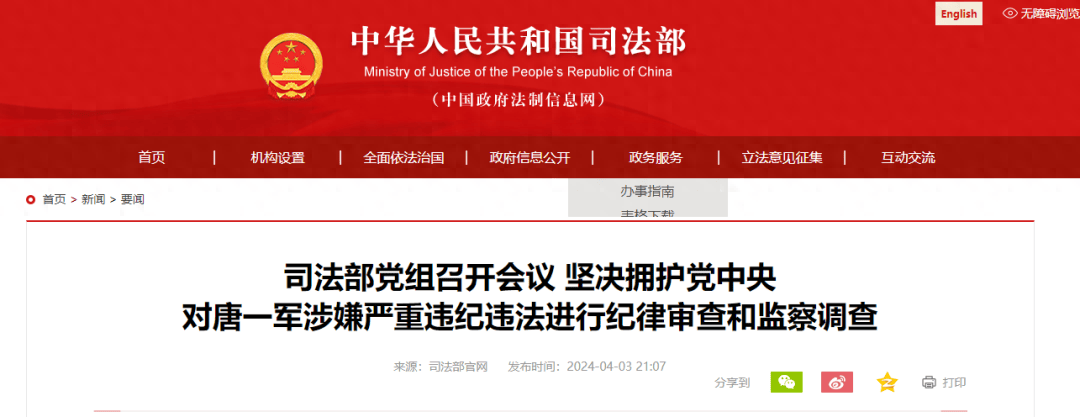 English
无障碍浏览
中华人民共和国司法部
Ministry of Justice of the People's Republic of China
（中国政府法制信息网）
首页 | 机构设置 | 全面依法治国 | 政府信息公开 | 政务服务 | 立法意见征集 | 互动交流
首页 > 新闻 > 要闻
办事指南
表格下载
司法部党组召开会议 坚决拥护党中央
对唐一军涉嫌严重违纪违法进行纪律审查和监察调查
来源：司法部官网 发布时间：2024-04-03 21:07
分享到 打印